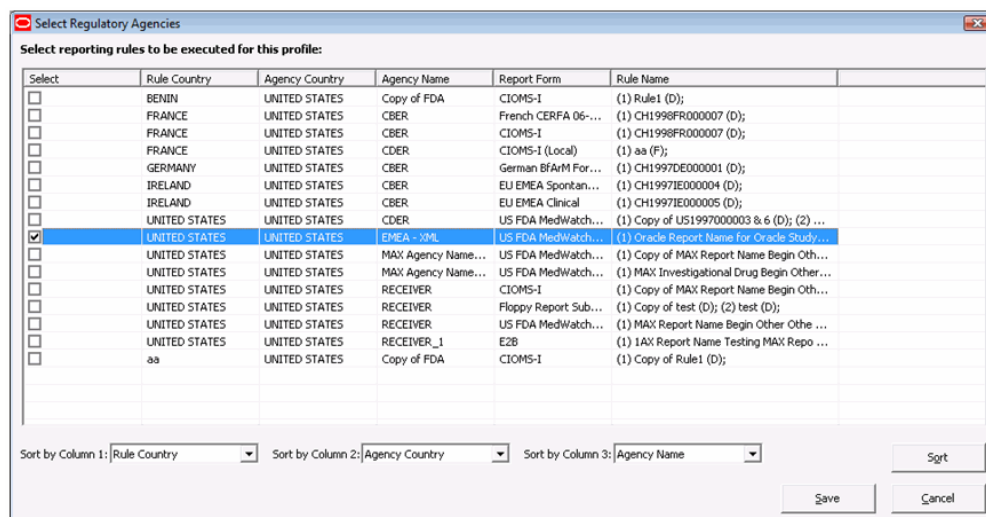 Select Regulatory Agencies
Select reporting rules to be executed for this profile:
Select Rule Country Agency Country Agency Name Report Form Rule Name
BENIN UNITED STATES Copy of FDA CIOMS-I (1) Rule1 (D);
FRANCE UNITED STATES CBER French CERFA 06-... (1) CH1998FR000007 (D);
FRANCE UNITED STATES CBER CIOMS-I (1) CH1998FR000007 (D);
FRANCE UNITED STATES CDER CIOMS-I (Local) (1) aa (F);
GERMANY UNITED STATES CBER German BfArM For... (1) CH1997DE000001 (D);
IRELAND UNITED STATES CBER EU EMEA Spontan... (1) CH1997IE000004 (D);
IRELAND UNITED STATES CBER EU EMEA Clinical (1) CH1997IE000005 (D);
UNITED STATES UNITED STATES CDER US FDA MedWatch... (1) Copy of US1997000003 & 6 (D); (2) ...
UNITED STATES UNITED STATES EMEA - XML US FDA MedWatch... (1) Oracle Report Name for Oracle Study...
UNITED STATES UNITED STATES MAX Agency Name... US FDA MedWatch... (1) Copy of MAX Report Name Begin Oth...
UNITED STATES UNITED STATES MAX Agency Name... US FDA MedWatch... (1) MAX Investigational Drug Begin Other...
UNITED STATES UNITED STATES RECEIVER CIOMS-I (1) Copy of MAX Report Name Begin Oth...
UNITED STATES UNITED STATES RECEIVER Floppy Report Sub... (1) Copy of test (D); (2) test (D);
UNITED STATES UNITED STATES RECEIVER US FDA MedWatch... (1) MAX Report Name Begin Other Othe ...
UNITED STATES UNITED STATES RECEIVER_1 E2B (1) 1AX Report Name Testing MAX Repo ...
aa UNITED STATES Copy of FDA CIOMS-I (1) Copy of Rule1 (D);
Sort by Column 1: Rule Country Sort by Column 2: Agency Country Sort by Column 3: Agency Name Sort
Save Cancel